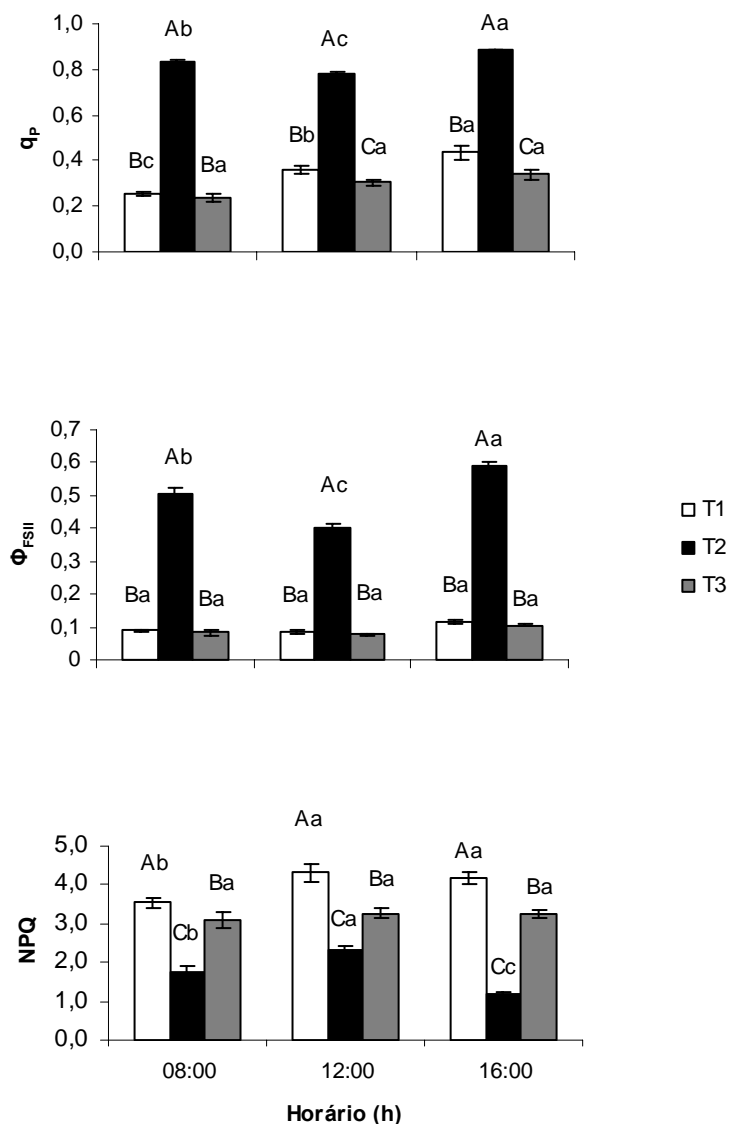 1,0
0,8
0,6
0,4
0,2
0,0
qP
Ab
Ac
Aa
Bc
Ba
Bb
Ca
Ba
Ca
0,7
0,6
0,5
0,4
0,3
0,2
0,1
0
ΦFSII
Ab
Ac
Aa
Ba
Ba
Ba
Ba
Ba
Ba
T1
T2
T3
5,0
4,0
3,0
2,0
1,0
0,0
NPQ
Ab
Cb
Ba
Aa
Ca
Ba
Aa
Cc
Ba
08:00 12:00 16:00
Horário (h)